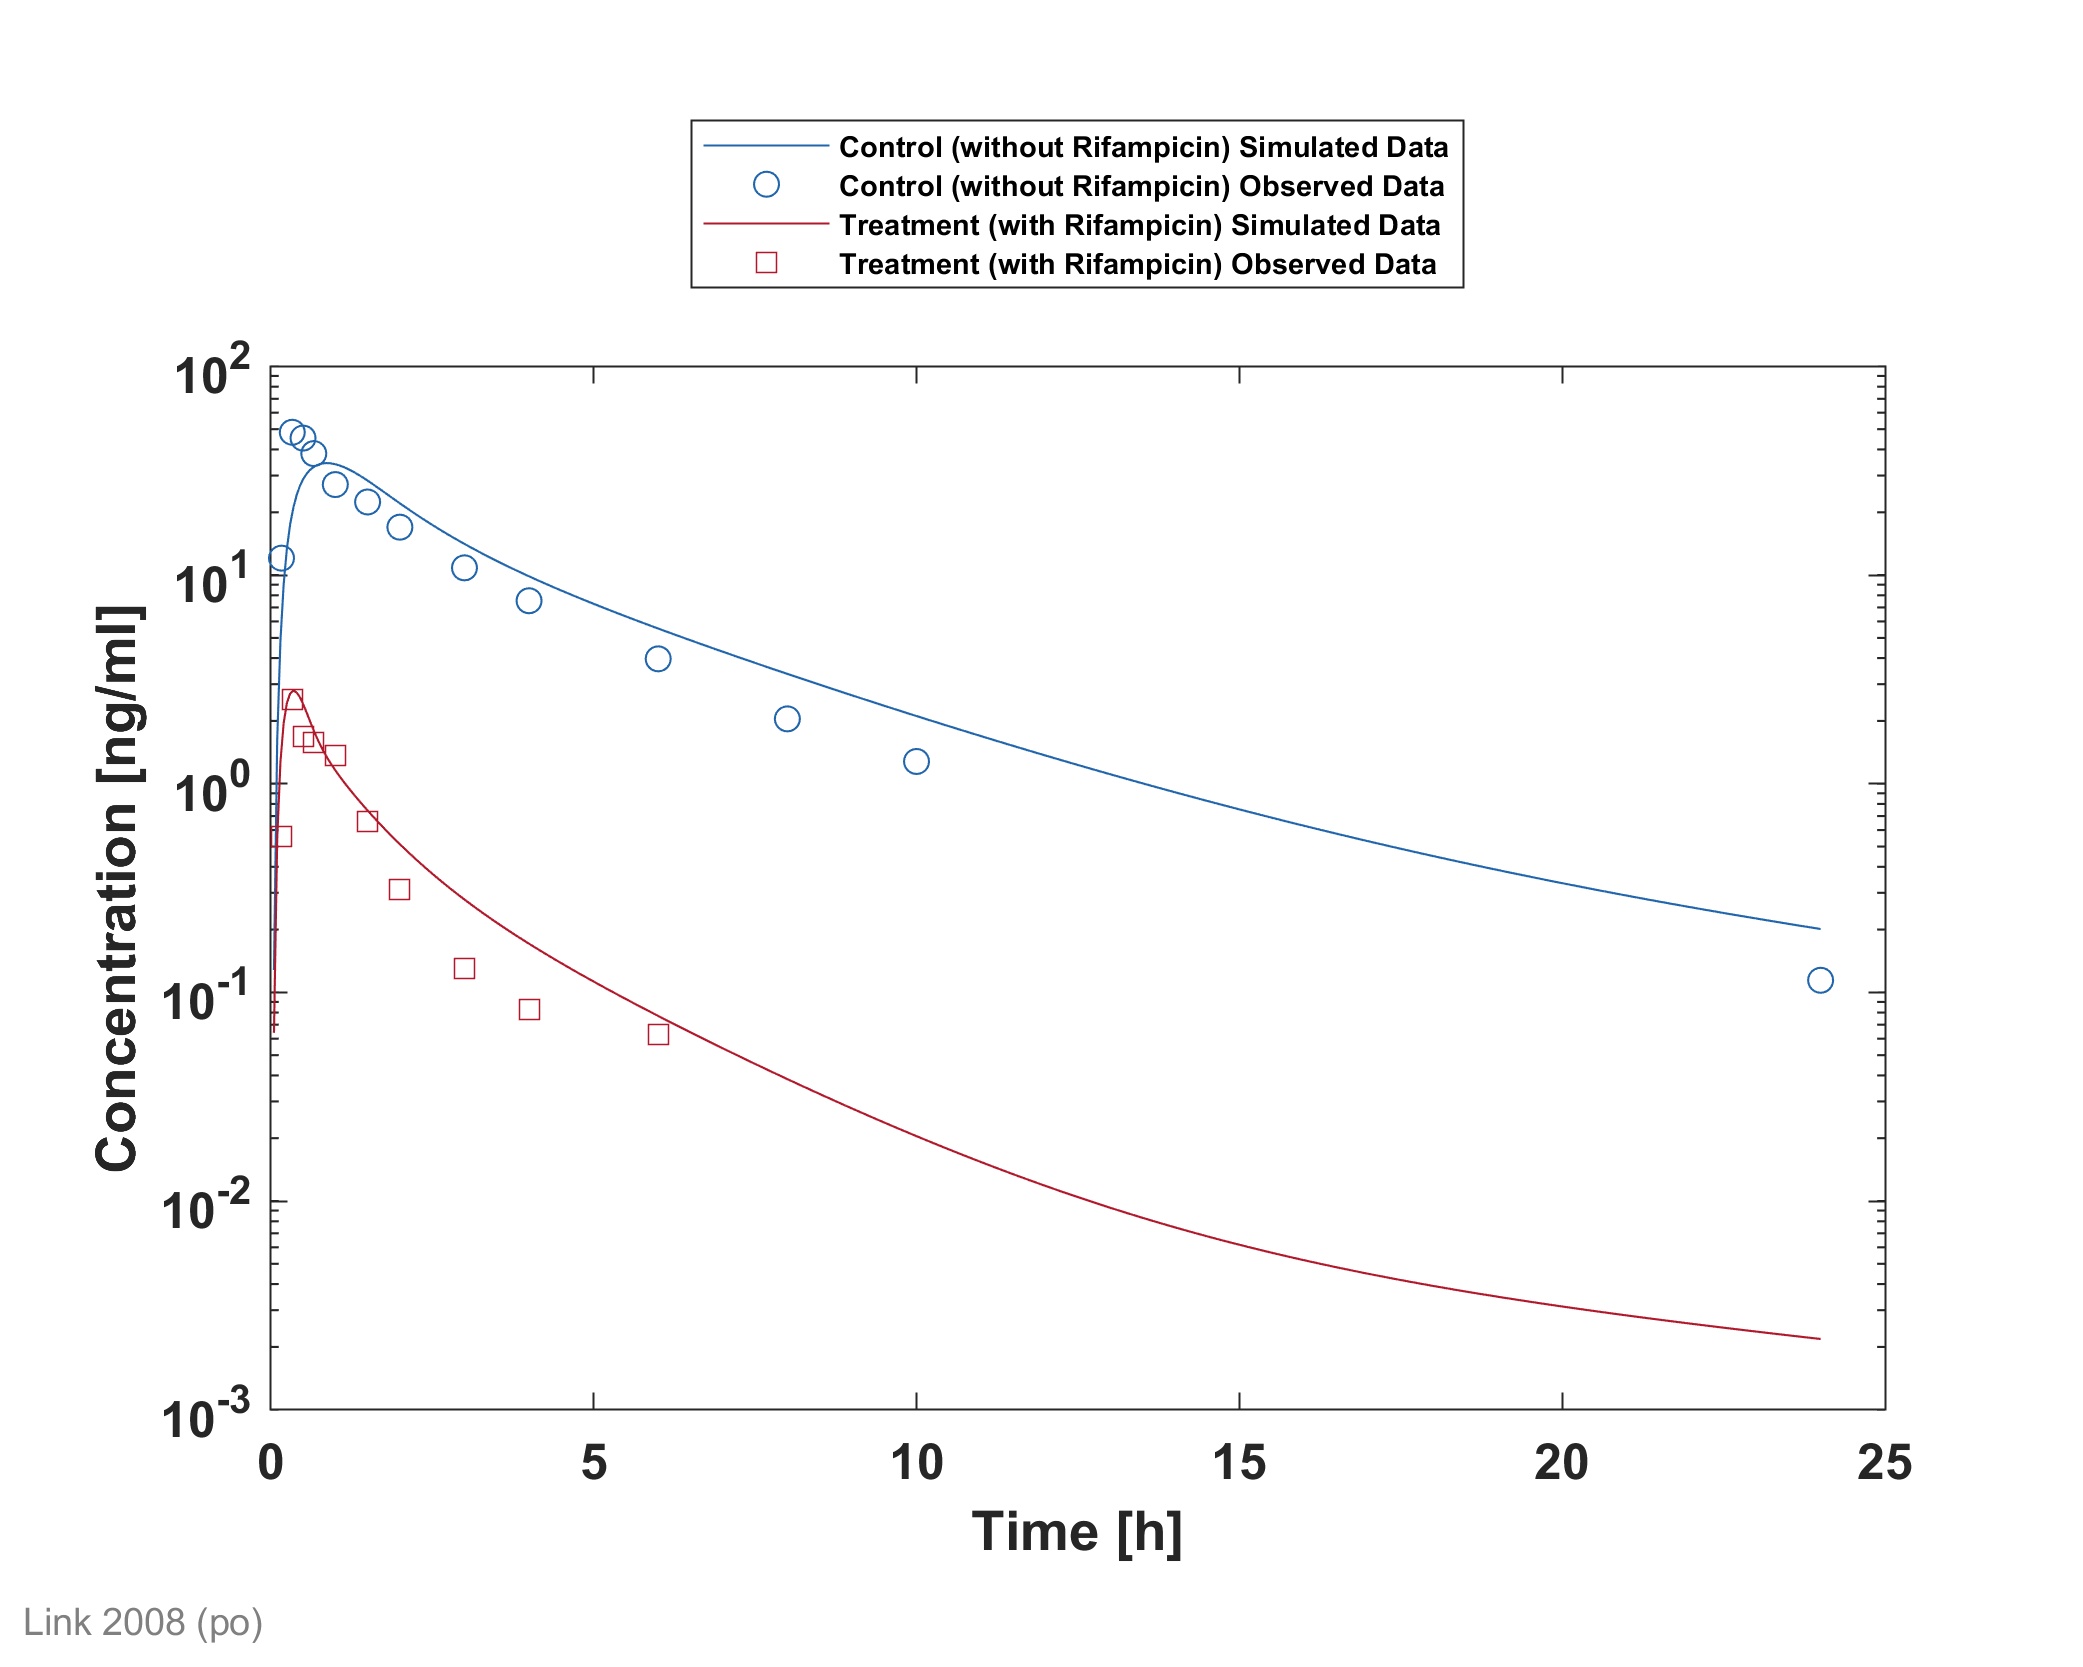 Control (without Rifampicin) Simulated Data
Control (without Rifampicin) Observed Data
Treatment (with Rifampicin) Simulated Data
Treatment (with Rifampicin) Observed Data
10^2
10^1
10^0
10^-1
10^-2
10^-3
Concentration [ng/ml]
0 5 10 15 20 25
Time [h]
Link 2008 (po)